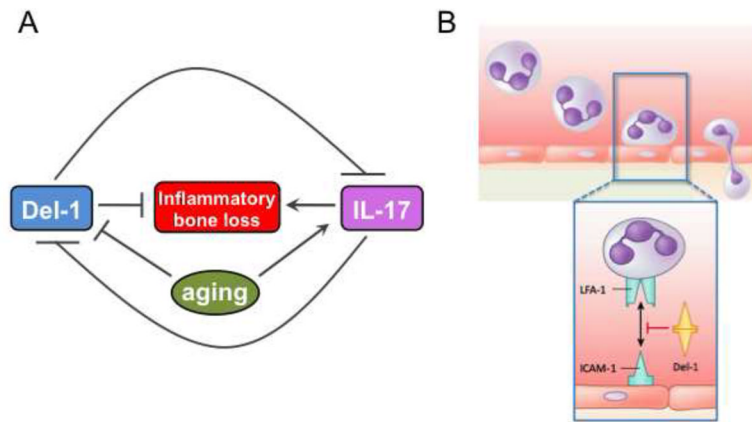 A
B
Del-1
Inflammatory
bone loss
IL-17
aging
LFA-1
ICAM-1
Del-1